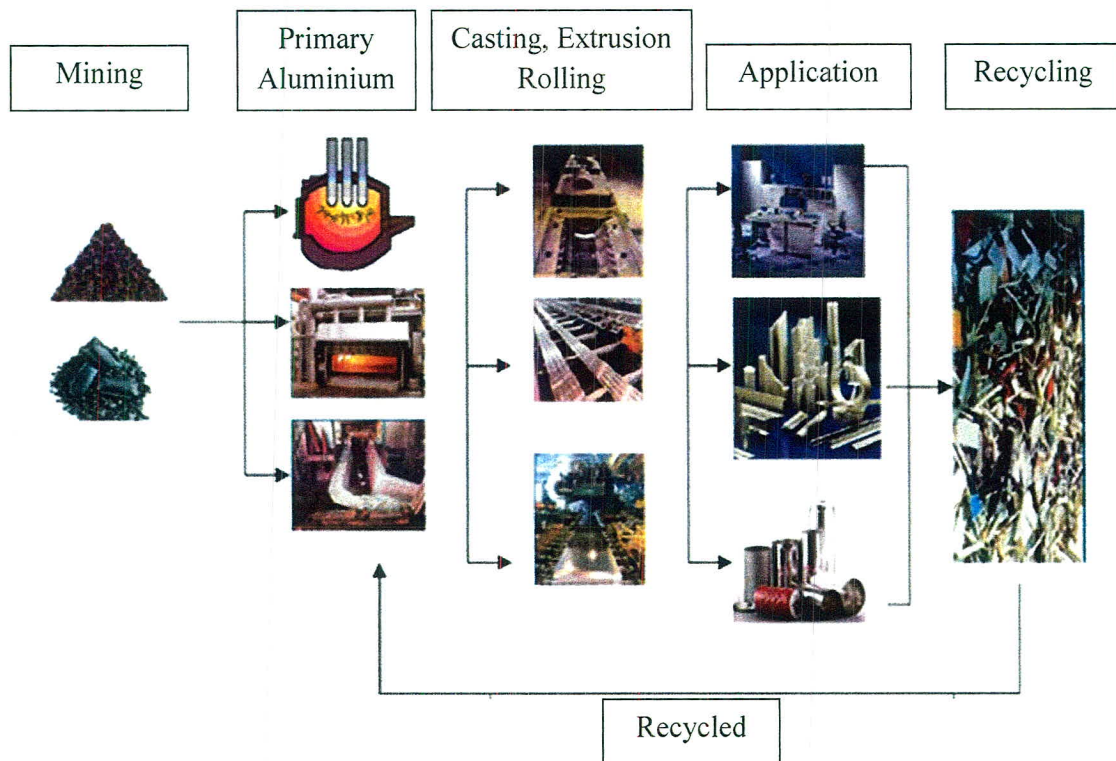 Mining
Primary
Aluminium
Casting, Extrusion
Rolling
Application
Recycling
Recycled